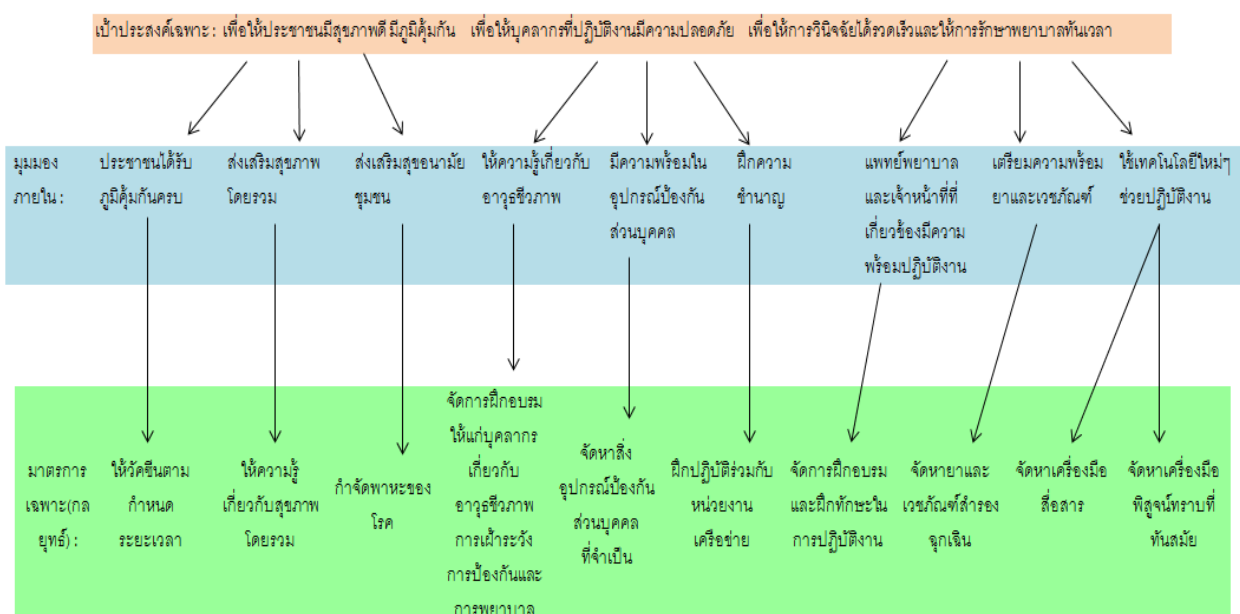 เป้าประสงค์เฉพาะ : เพื่อให้ประชาชนมีสุขภาพดี มีภูมิคุ้มกัน เพื่อให้บุคลากรที่ปฏิบัติงานมีความปลอดภัย เพื่อให้การวินิจฉัยได้รวดเร็วและให้การรักษาพยาบาลทันเวลา
มุมมอง
ภายใน :
ประชาชนได้รับ
ภูมิคุ้มกันครบ
ส่งเสริมสุขภาพ
โดยรวม
ส่งเสริมสุขอนามัย
ชุมชน
ให้ความรู้เกี่ยวกับ
อาวุธชีวภาพ
มีความพร้อมใน
อุปกรณ์ป้องกัน
ส่วนบุคคล
ฝึกความ
ชำนาญ
แพทย์พยาบาล
และเจ้าหน้าที่ที่
เกี่ยวข้องมีความ
พร้อมปฏิบัติงาน
เตรียมความพร้อม
ยาและเวชภัณฑ์
ใช้เทคโนโลยีใหม่ๆ
ช่วยปฏิบัติงาน
มาตรการ
เฉพาะ(กล
ยุทธ์) :
ให้วัคซีนตาม
กำหนด
ระยะเวลา
ให้ความรู้
เกี่ยวกับสุขภาพ
โดยรวม
กำจัดพาหะของ
โรค
จัดการฝึกอบรม
ให้แก่บุคลากร
เกี่ยวกับ
อาวุธชีวภาพ
การเฝ้าระวัง
การป้องกันและ
การพยาบาล
จัดหาสิ่ง
อุปกรณ์ป้องกัน
ส่วนบุคคล
ที่จำเป็น
ฝึกปฏิบัติร่วมกับ
หน่วยงาน
เครือข่าย
จัดการฝึกอบรม
และฝึกทักษะใน
การปฏิบัติงาน
จัดหายาและ
เวชภัณฑ์สำรอง
ฉุกเฉิน
จัดหาเครื่องมือ
สื่อสาร
จัดหาเครื่องมือ
พิสูจน์ทราบที่
ทันสมัย